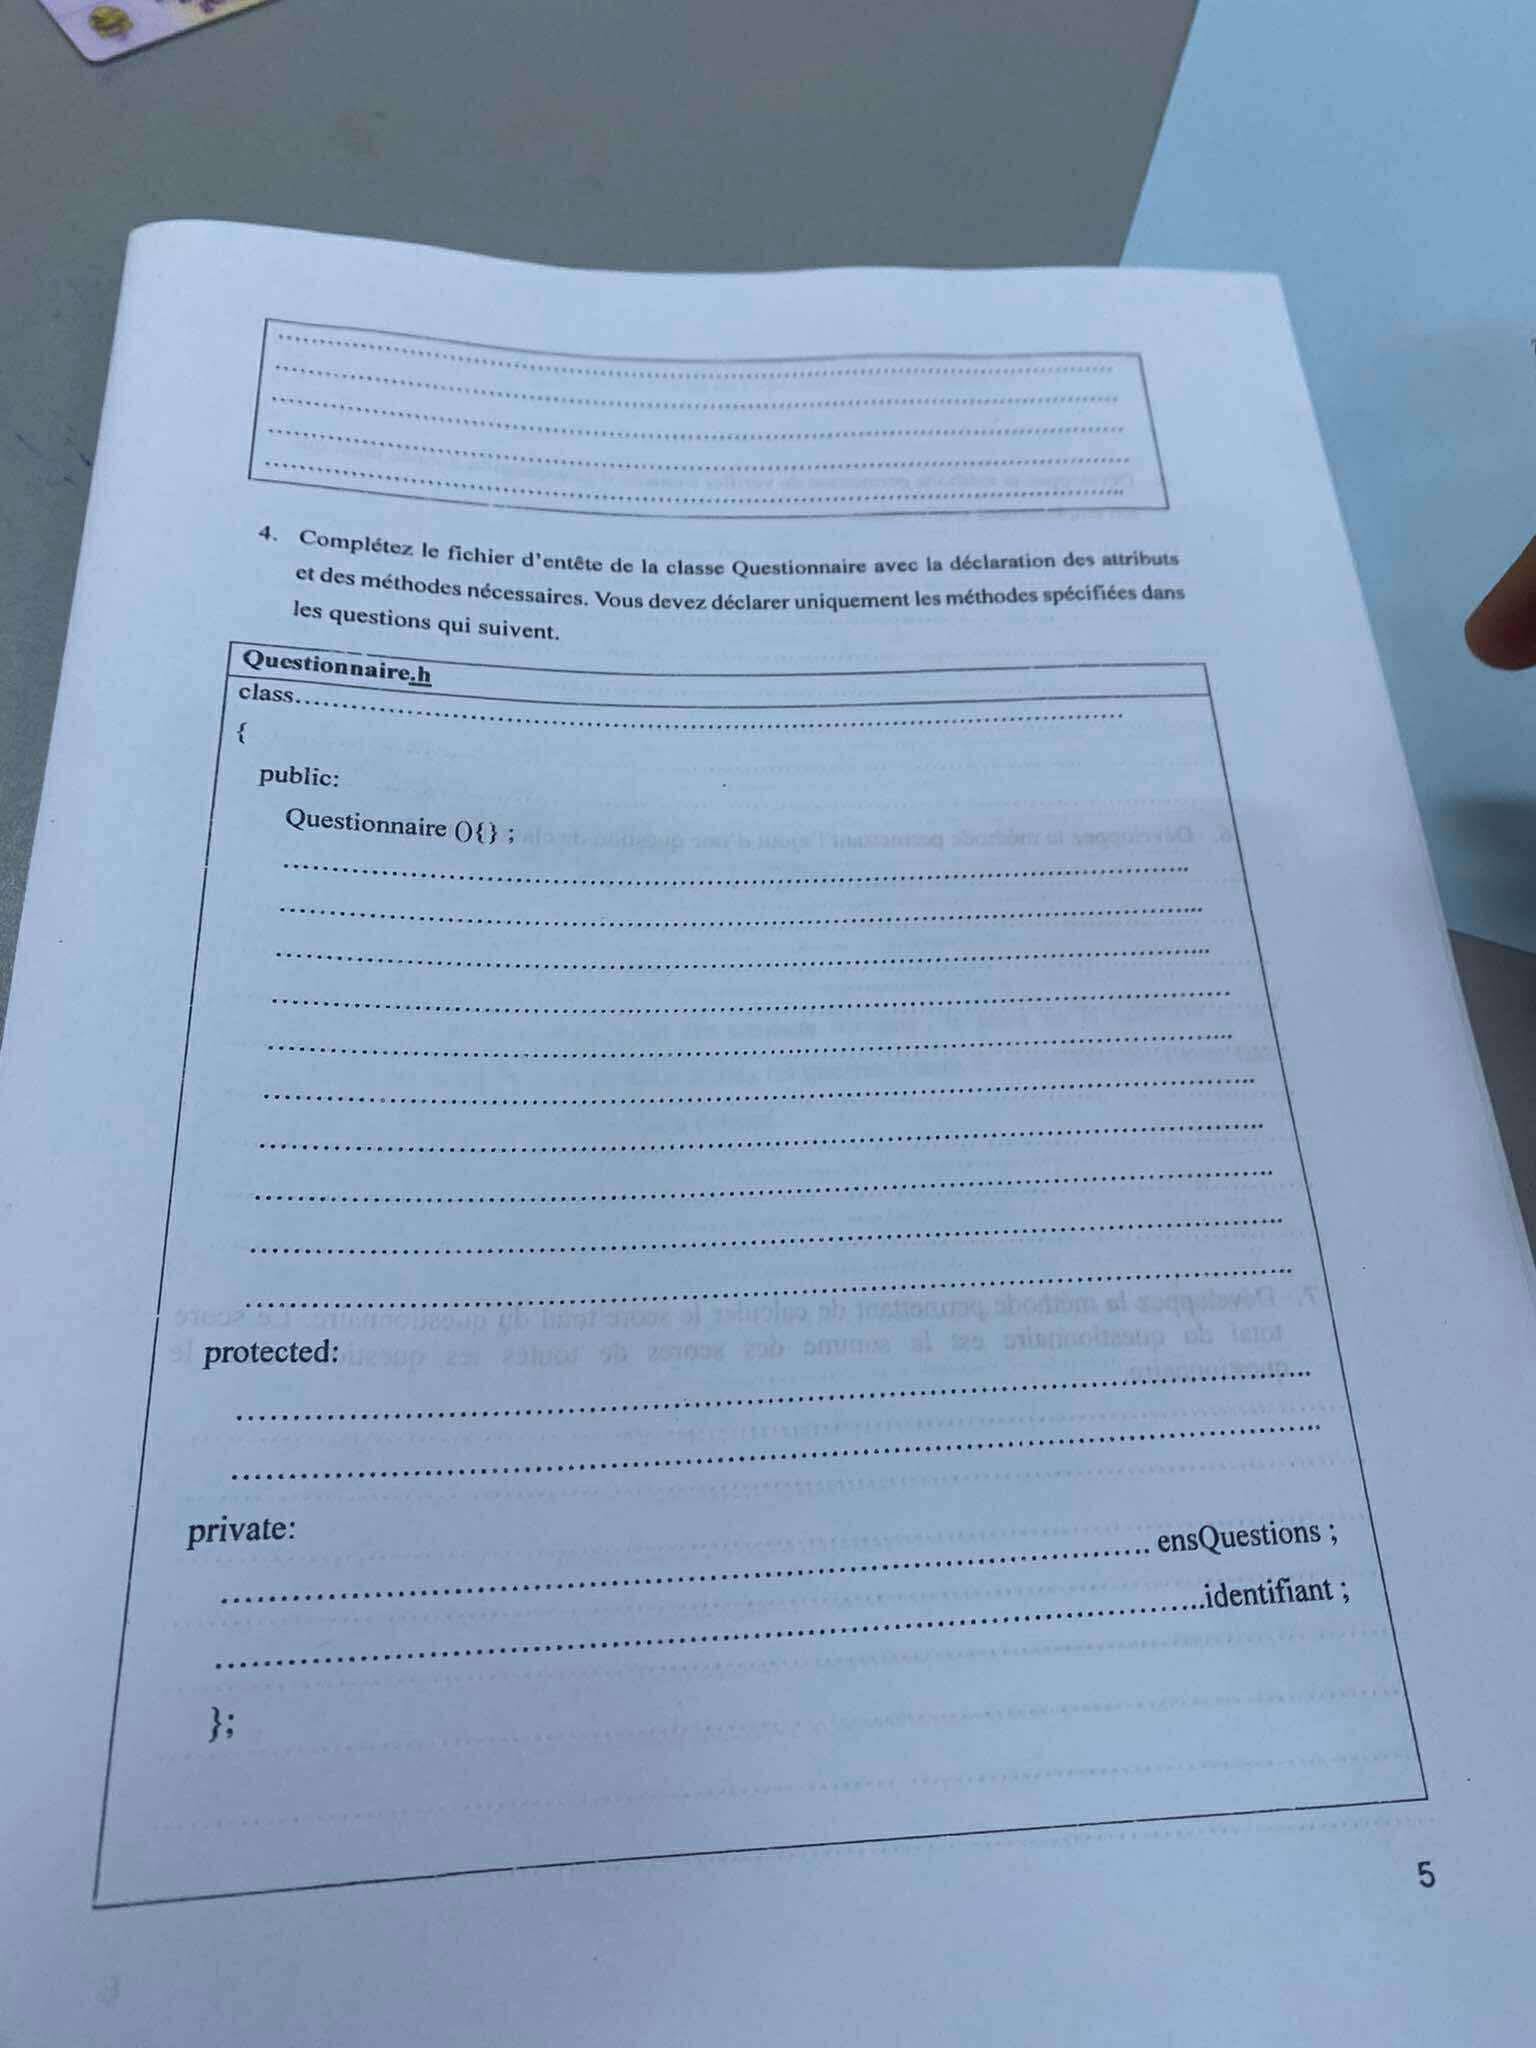 4. Complétez le fichier d'entête de la classe Questionnaire avec la déclaration des attributs
et des méthodes nécessaires. Vous devez déclarer uniquement les méthodes spécifiées dans
les questions qui suivent.
Questionnaire.h
class........................................................
{
public:
Questionnaire (){} ;
protected:
private:
........................................................ ensQuestions ;
........................................................identifiant ;
};
5